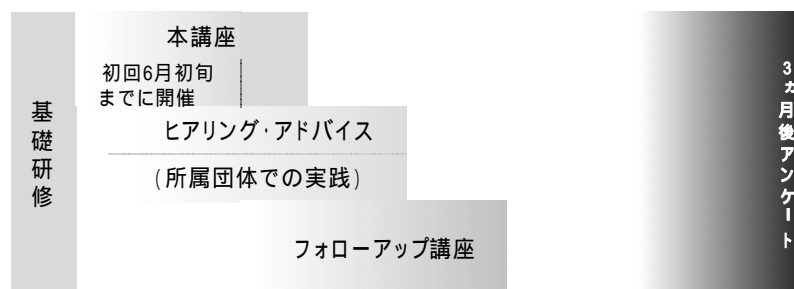 基礎研修
本講座
初回6月初旬
までに開催
ヒアリング・アドバイス
(所属団体での実践)
フォローアップ講座
3ヵ月後アンケート